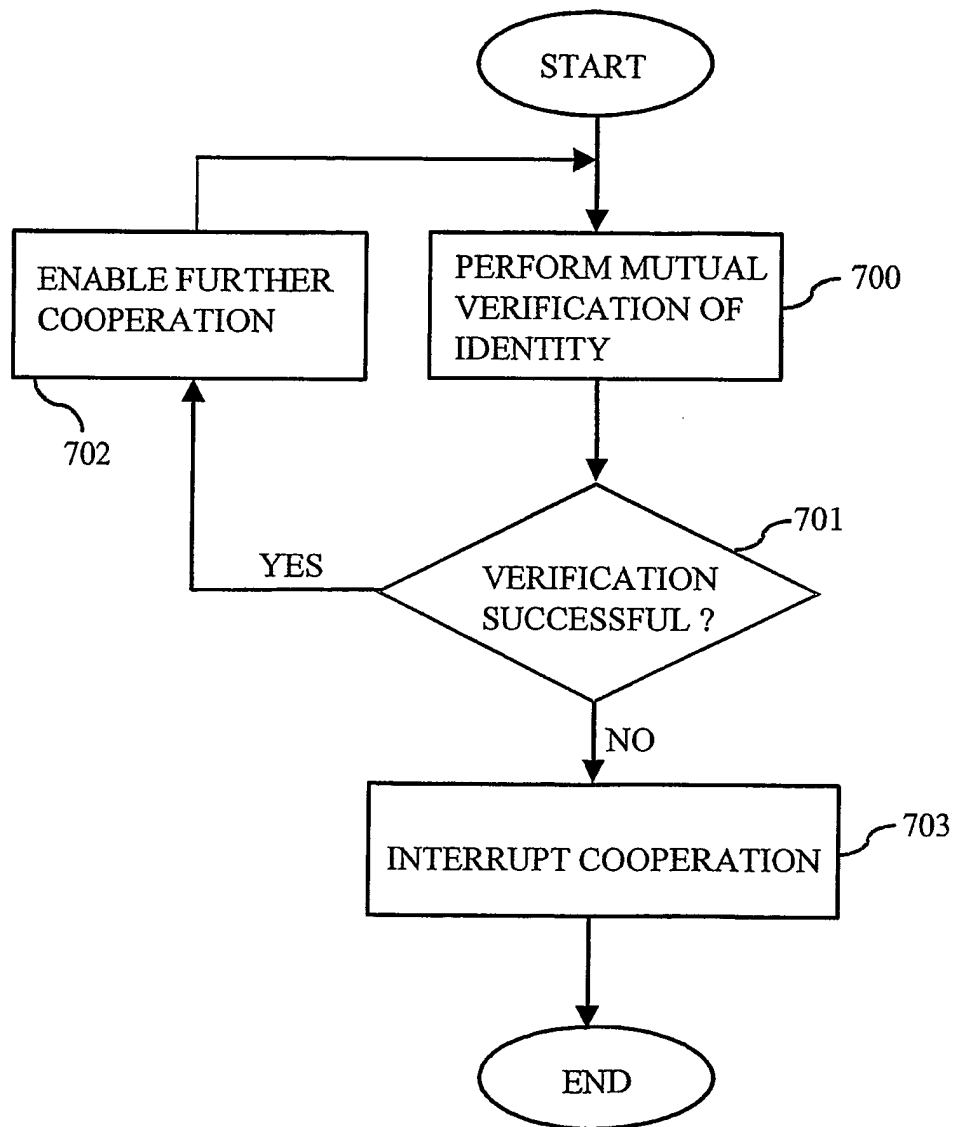 START
ENABLE FURTHER
COOPERATION
702
PERFORM MUTUAL
VERIFICATION OF
IDENTITY
700
701
VERIFICATION
SUCCESSFUL ?
YES
NO
INTERRUPT COOPERATION
703
END